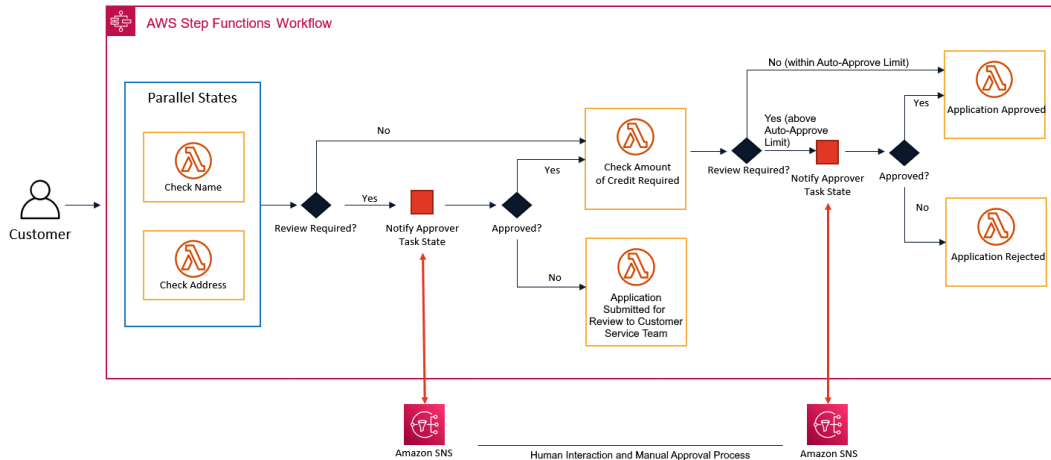 AWS Step Functions Workflow
Parallel States
Check Name
Check Address
Customer
Review Required?
No
Yes
Notify Approver
Task State
Approved?
Yes
No
Check Amount
of Credit Required
Application
Submitted for
Review to Customer
Service Team
Review Required?
No (within Auto-Approve Limit)
Yes (above
Auto-Approve
Limit)
Notify Approver
Task State
Approved?
Yes
No
Application Approved
Application Rejected
Amazon SNS
Human Interaction and Manual Approval Process
Amazon SNS